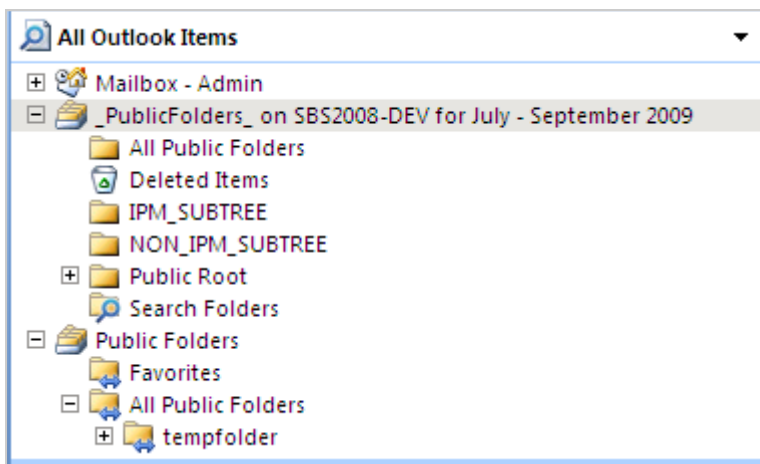 All Outlook Items
Mailbox - Admin
_PublicFolders_ on SBS2008-DEV for July - September 2009
All Public Folders
Deleted Items
IPM_SUBTREE
NON_IPM_SUBTREE
Public Root
Search Folders
Public Folders
Favorites
All Public Folders
tempfolder